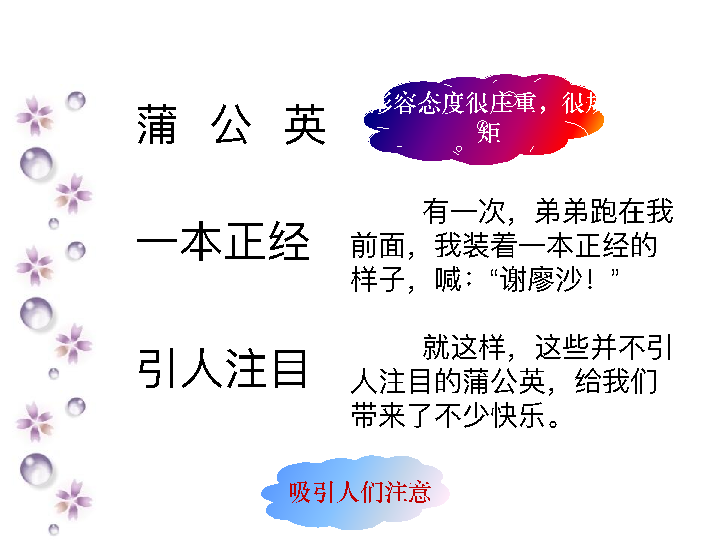 蒲 公 英
形容态度很庄重，很规
矩
一本正经
有一次，弟弟跑在我
前面，我装着一本正经的
样子，喊：“谢廖沙！”
引人注目
就这样，这些并不引
人注目的蒲公英，给我们
带来了不少快乐。
吸引人们注意